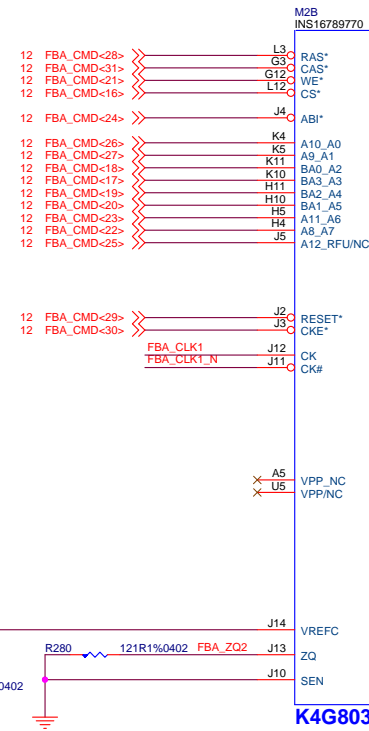 M2B
INS16789770
12 FBA_CMD<28> L3 RAS*
12 FBA_CMD<31> G3 CAS*
12 FBA_CMD<21> G12 WE*
12 FBA_CMD<16> L12 CS*
12 FBA_CMD<24> J4 ABI*
12 FBA_CMD<26> K4 A10_A0
12 FBA_CMD<27> K5 A9_A1
12 FBA_CMD<18> K11 BA0_A2
12 FBA_CMD<17> K10 BA3_A3
12 FBA_CMD<19> H11 BA2_A4
12 FBA_CMD<20> H10 BA1_A5
12 FBA_CMD<23> H5 A11_A6
12 FBA_CMD<22> H4 A8_A7
12 FBA_CMD<25> J5 A12_RFU/NC
12 FBA_CMD<29> J2 RESET*
12 FBA_CMD<30> J3 CKE*
FBA_CLK1 J12 CK
FBA_CLK1_N J11 CK#
A5 VPP_NC
U5 VPP/NC
J14 VREFC
R280 121R1%0402 FBA_ZQ2 J13 ZQ
0402 J10 SEN
K4G803